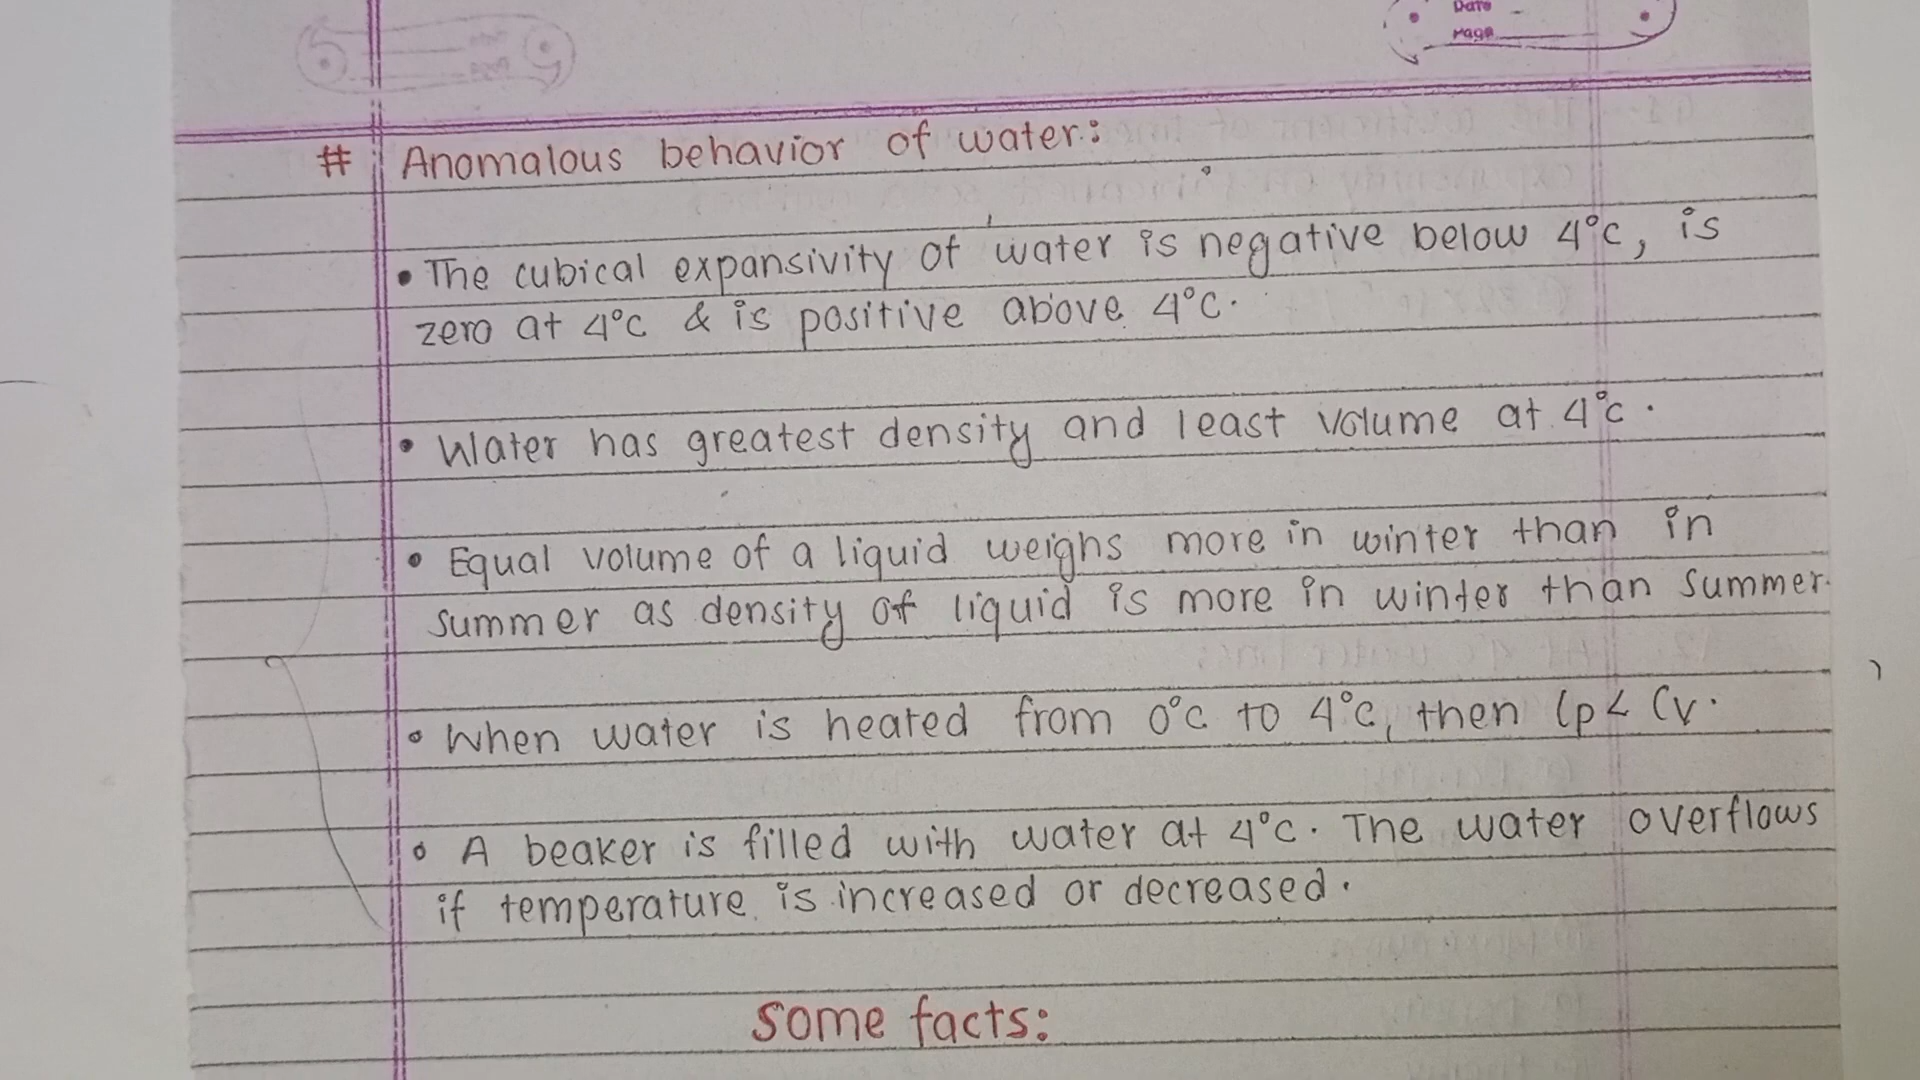 Date
Page
# Anomalous behavior of water:
• The cubical expansivity of water is negative below 4°c, is
zero at 4°c & is positive above 4°c.
• Water has greatest density and least volume at 4°c.
• Equal volume of a liquid weighs more in winter than in
summer as density of liquid is more in winter than summer.
• When water is heated from 0°c to 4°c, then Cp < Cv.
• A beaker is filled with water at 4°c. The water overflows
if temperature is increased or decreased.
Some facts: